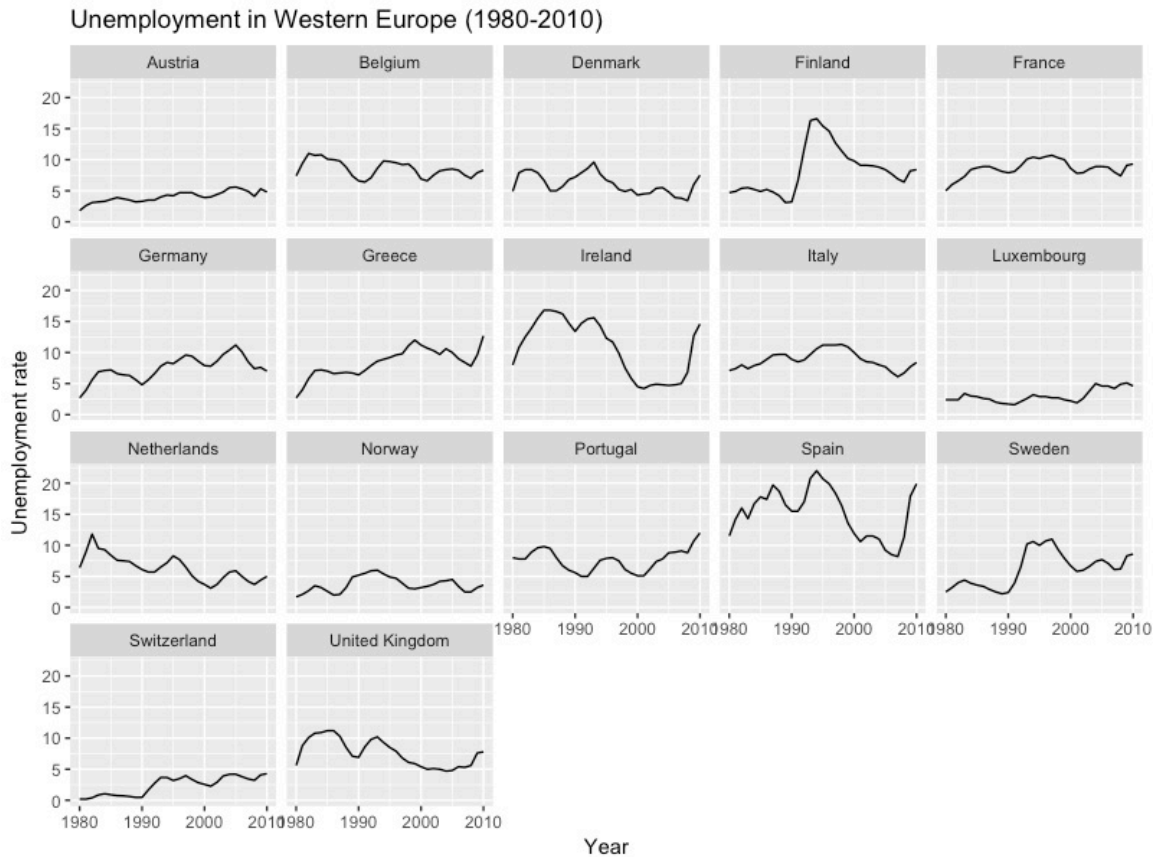 Unemployment in Western Europe (1980-2010)
Austria Belgium Denmark Finland France
20
15
10
5
0
Germany Greece Ireland Italy Luxembourg
20
15
10
5
0
Netherlands Norway Portugal Spain Sweden
20
15
10
5
0
1980 1990 2000 2010 1980 1990 2000 2010 1980 1990 2000 2010
Switzerland United Kingdom
20
15
10
5
0
1980 1990 2000 2010 1980 1990 2000 2010
Unemployment rate
Year